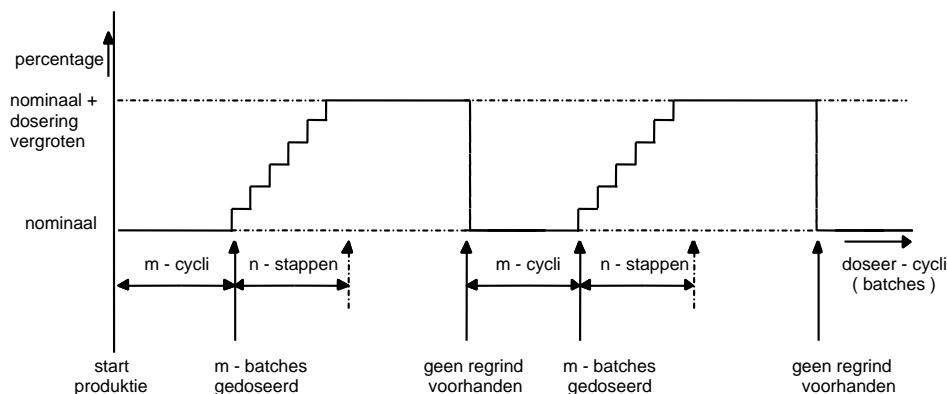 percentage
nominaal +
dosering
vergroten
nominaal
m - cycli
n - stappen
m - cycli
n - stappen
doseer - cycli
( batches )
start
produktie
m - batches
gedoseerd
geen regrind
voorhanden
m - batches
gedoseerd
geen regrind
voorhanden